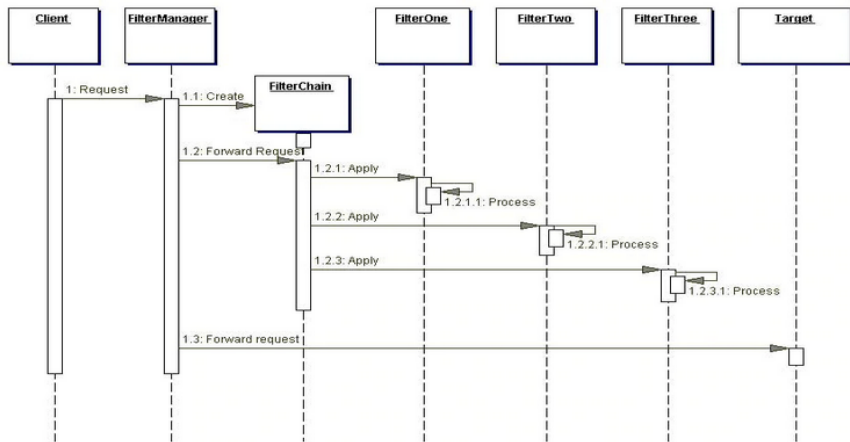 Client
FilterManager
FilterOne
FilterTwo
FilterThree
Target
FilterChain
1: Request
1.1: Create
1.2: Forward Request
1.2.1: Apply
1.2.1.1: Process
1.2.2: Apply
1.2.2.1: Process
1.2.3: Apply
1.2.3.1: Process
1.3: Forward request